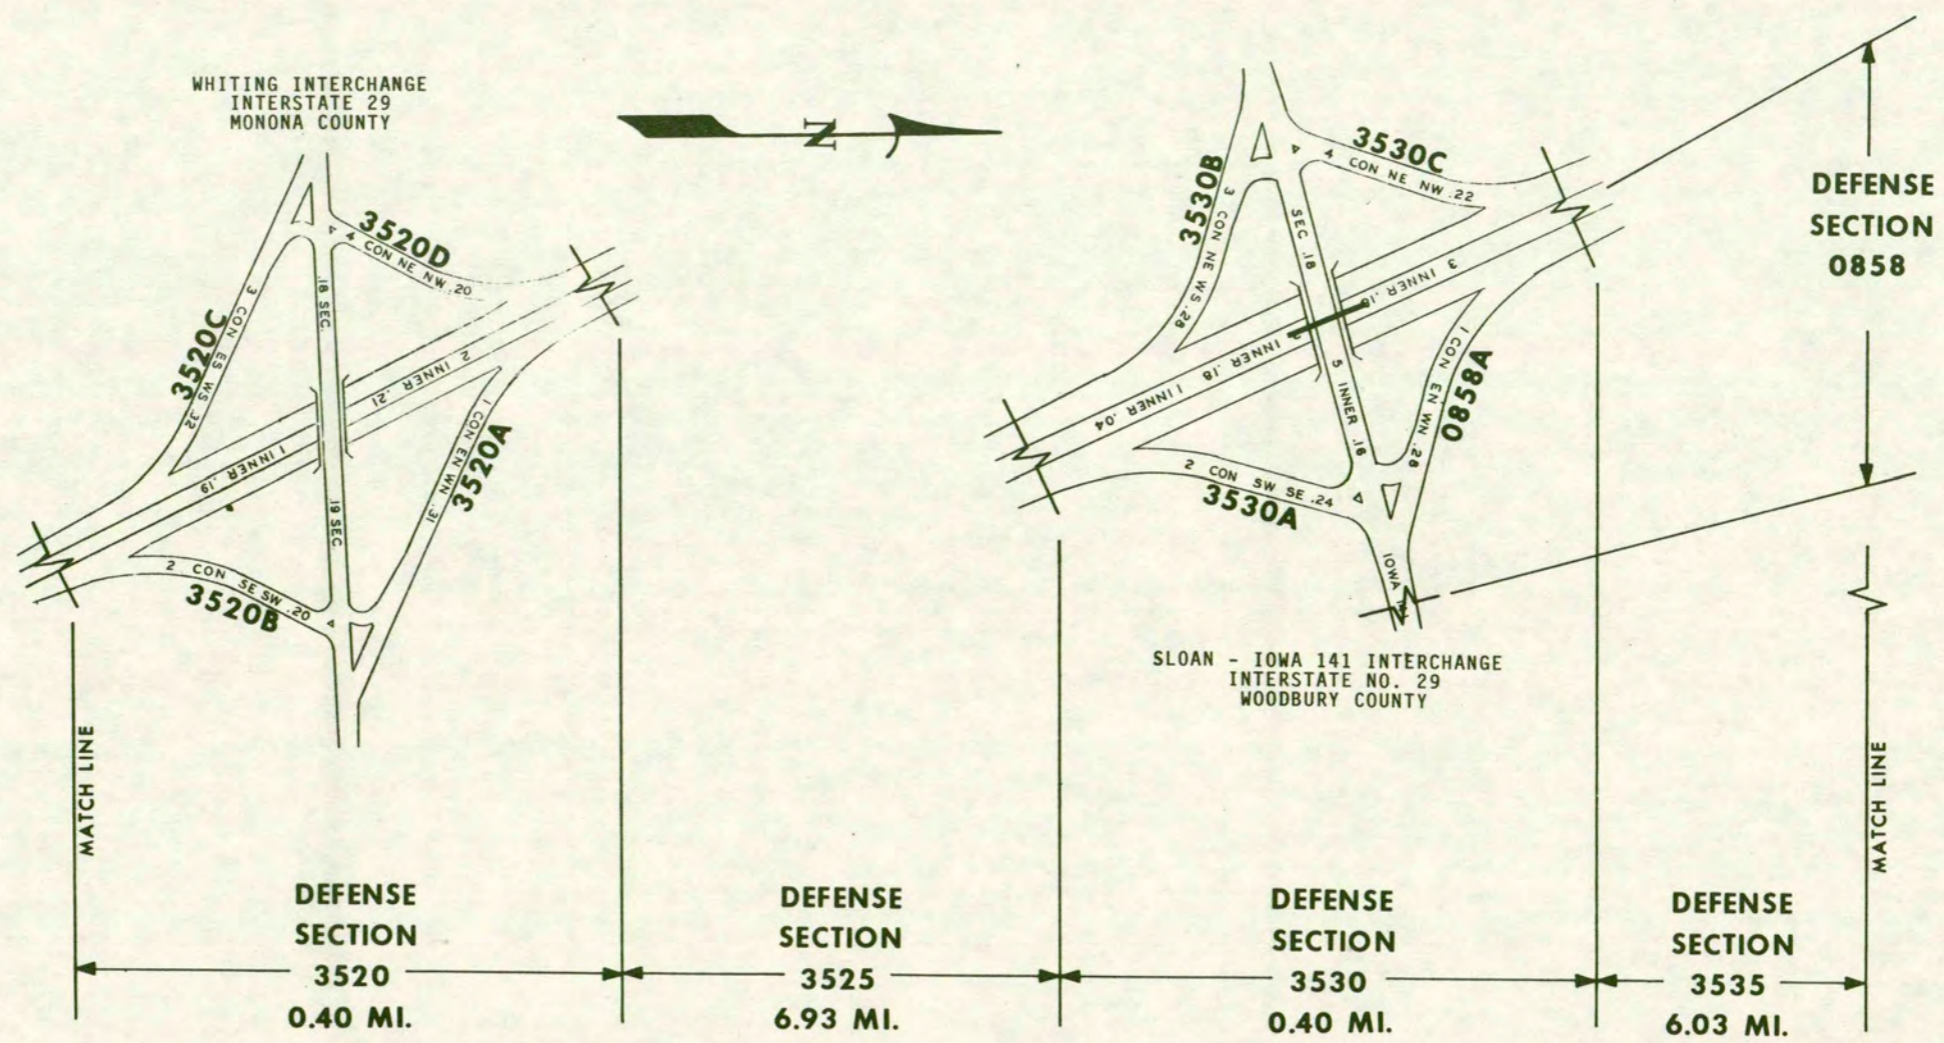 WHITING INTERCHANGE
INTERSTATE 29
MONONA COUNTY
N
3520D
4 CON NE NW .20
3520C
3 CON ES WS .32
.18 SEC.
2 INNER .21
1 INNER .19
.19 SEC
1 CON EN WN .31
3520A
2 CON SE SW .20
3520B
3530B
3 CON NE WS .28
3530C
4 CON NE NW .22
SEC .18
3 INNER .18
1 INNER .04
INNER .18
5 INNER .16
1 CON EN WN .28
0858A
2 CON SW SE .24
3530A
IOWA
SLOAN - IOWA 141 INTERCHANGE
INTERSTATE NO. 29
WOODBURY COUNTY
DEFENSE
SECTION
0858
MATCH LINE
MATCH LINE
DEFENSE
SECTION
3520
0.40 MI.
DEFENSE
SECTION
3525
6.93 MI.
DEFENSE
SECTION
3530
0.40 MI.
DEFENSE
SECTION
3535
6.03 MI.